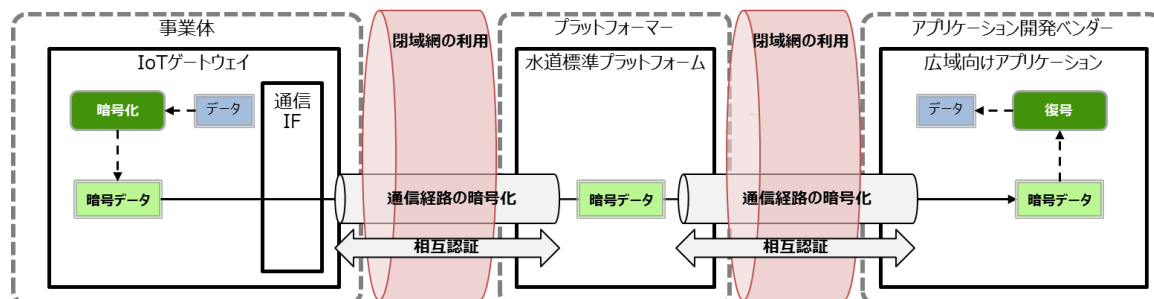 事業体
閉域網の利用
プラットフォーマー
閉域網の利用
アプリケーション開発ベンダー
IoTゲートウェイ
水道標準プラットフォーム
広域向けアプリケーション
暗号化
データ
通信
IF
データ
復号
暗号データ
通信経路の暗号化
暗号データ
通信経路の暗号化
暗号データ
相互認証
相互認証